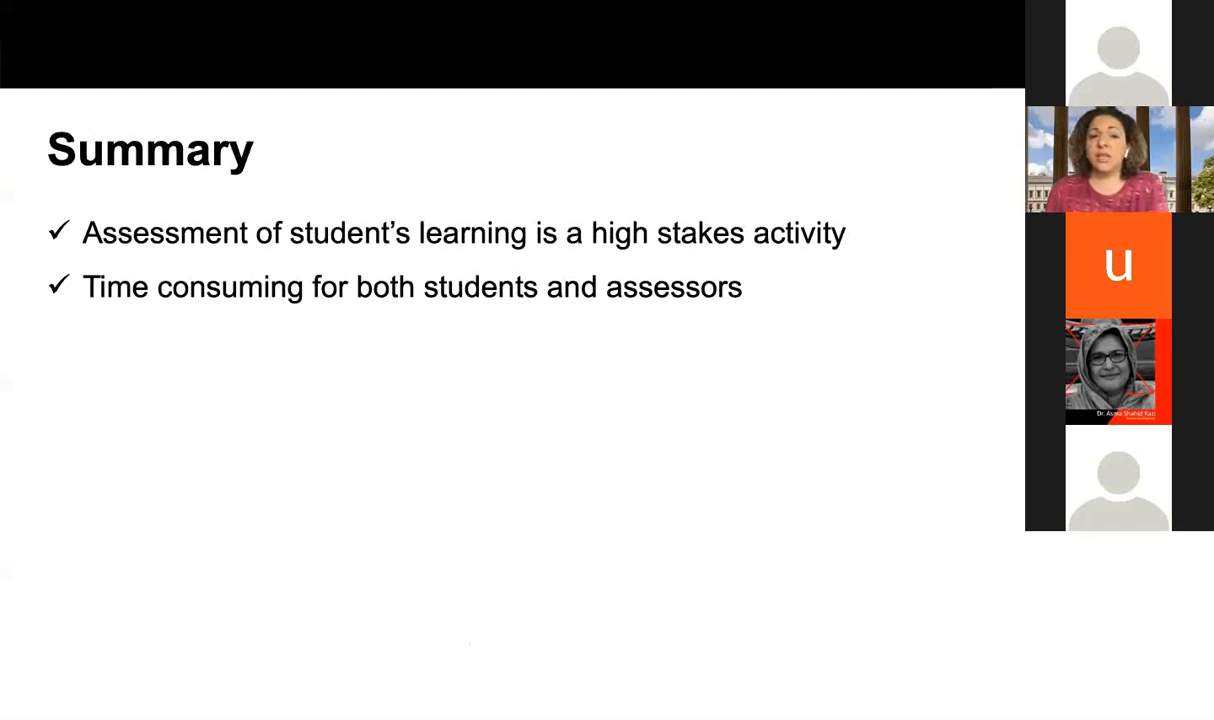 Summary
✓ Assessment of student’s learning is a high stakes activity
✓ Time consuming for both students and assessors
u
Dr. Asma Shahid Kazi